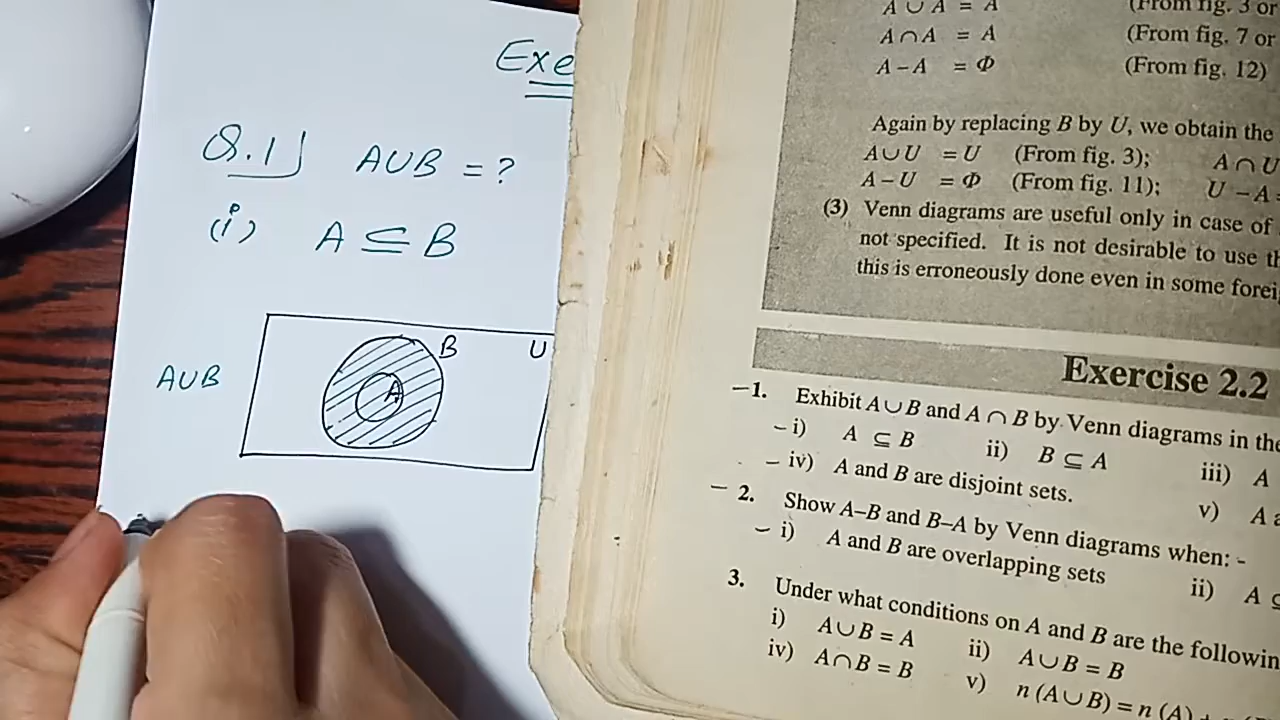 Exe
Q.1) A∪B = ?
(i) A ⊆ B
A∪B
B
U
A
A ∪ A = A (From fig. 3 or
A ∩ A = A (From fig. 7 or
A – A = Φ (From fig. 12)
Again by replacing B by U, we obtain the
A∪U = U (From fig. 3); A ∩ U
A – U = Φ (From fig. 11); U – A =
(3) Venn diagrams are useful only in case of
not specified. It is not desirable to use th
this is erroneously done even in some forei
Exercise 2.2
1. Exhibit A∪B and A ∩ B by Venn diagrams in the
i) A ⊆ B ii) B ⊆ A iii) A
iv) A and B are disjoint sets. v) A a
2. Show A–B and B–A by Venn diagrams when: -
i) A and B are overlapping sets ii) A ⊆
3. Under what conditions on A and B are the followin
i) A∪B = A ii) A∪B = B
iv) A∩B = B v) n (A∪B) = n (A) +